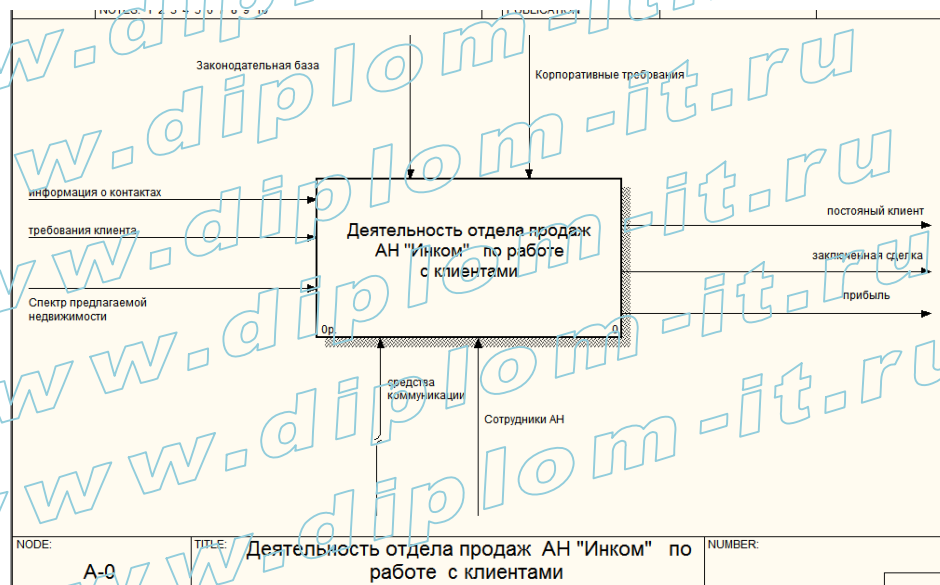 NOTES: 1 2 3 4 5 6 7 8 9 10
PUBLICATION
Законодательная база
Корпоративные требования
информация о контактах
требования клиента
Спектр предлагаемой
недвижимости
Деятельность отдела продаж
АН "Инком" по работе
с клиентами
0р.
0
постояный клиент
заключенная сделка
прибыль
средства
коммуникации
Сотрудники АН
NODE:
A-0
TITLE:
Деятельность отдела продаж АН "Инком" по
работе с клиентами
NUMBER:
w.diplom-it.ru
w.diplom-it.ru
www.diplom-it.ru
www.diplom-it.ru
www.diplom-it.ru